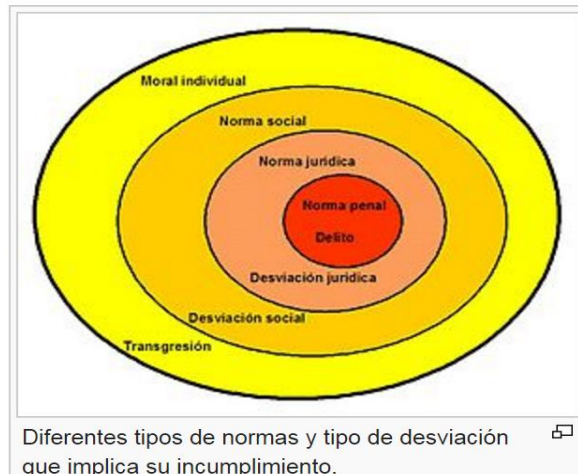 Moral individual
Norma social
Norma jurídica
Norma penal
Delito
Desviación jurídica
Desviación social
Transgresión
Diferentes tipos de normas y tipo de desviación
que implica su incumplimiento.